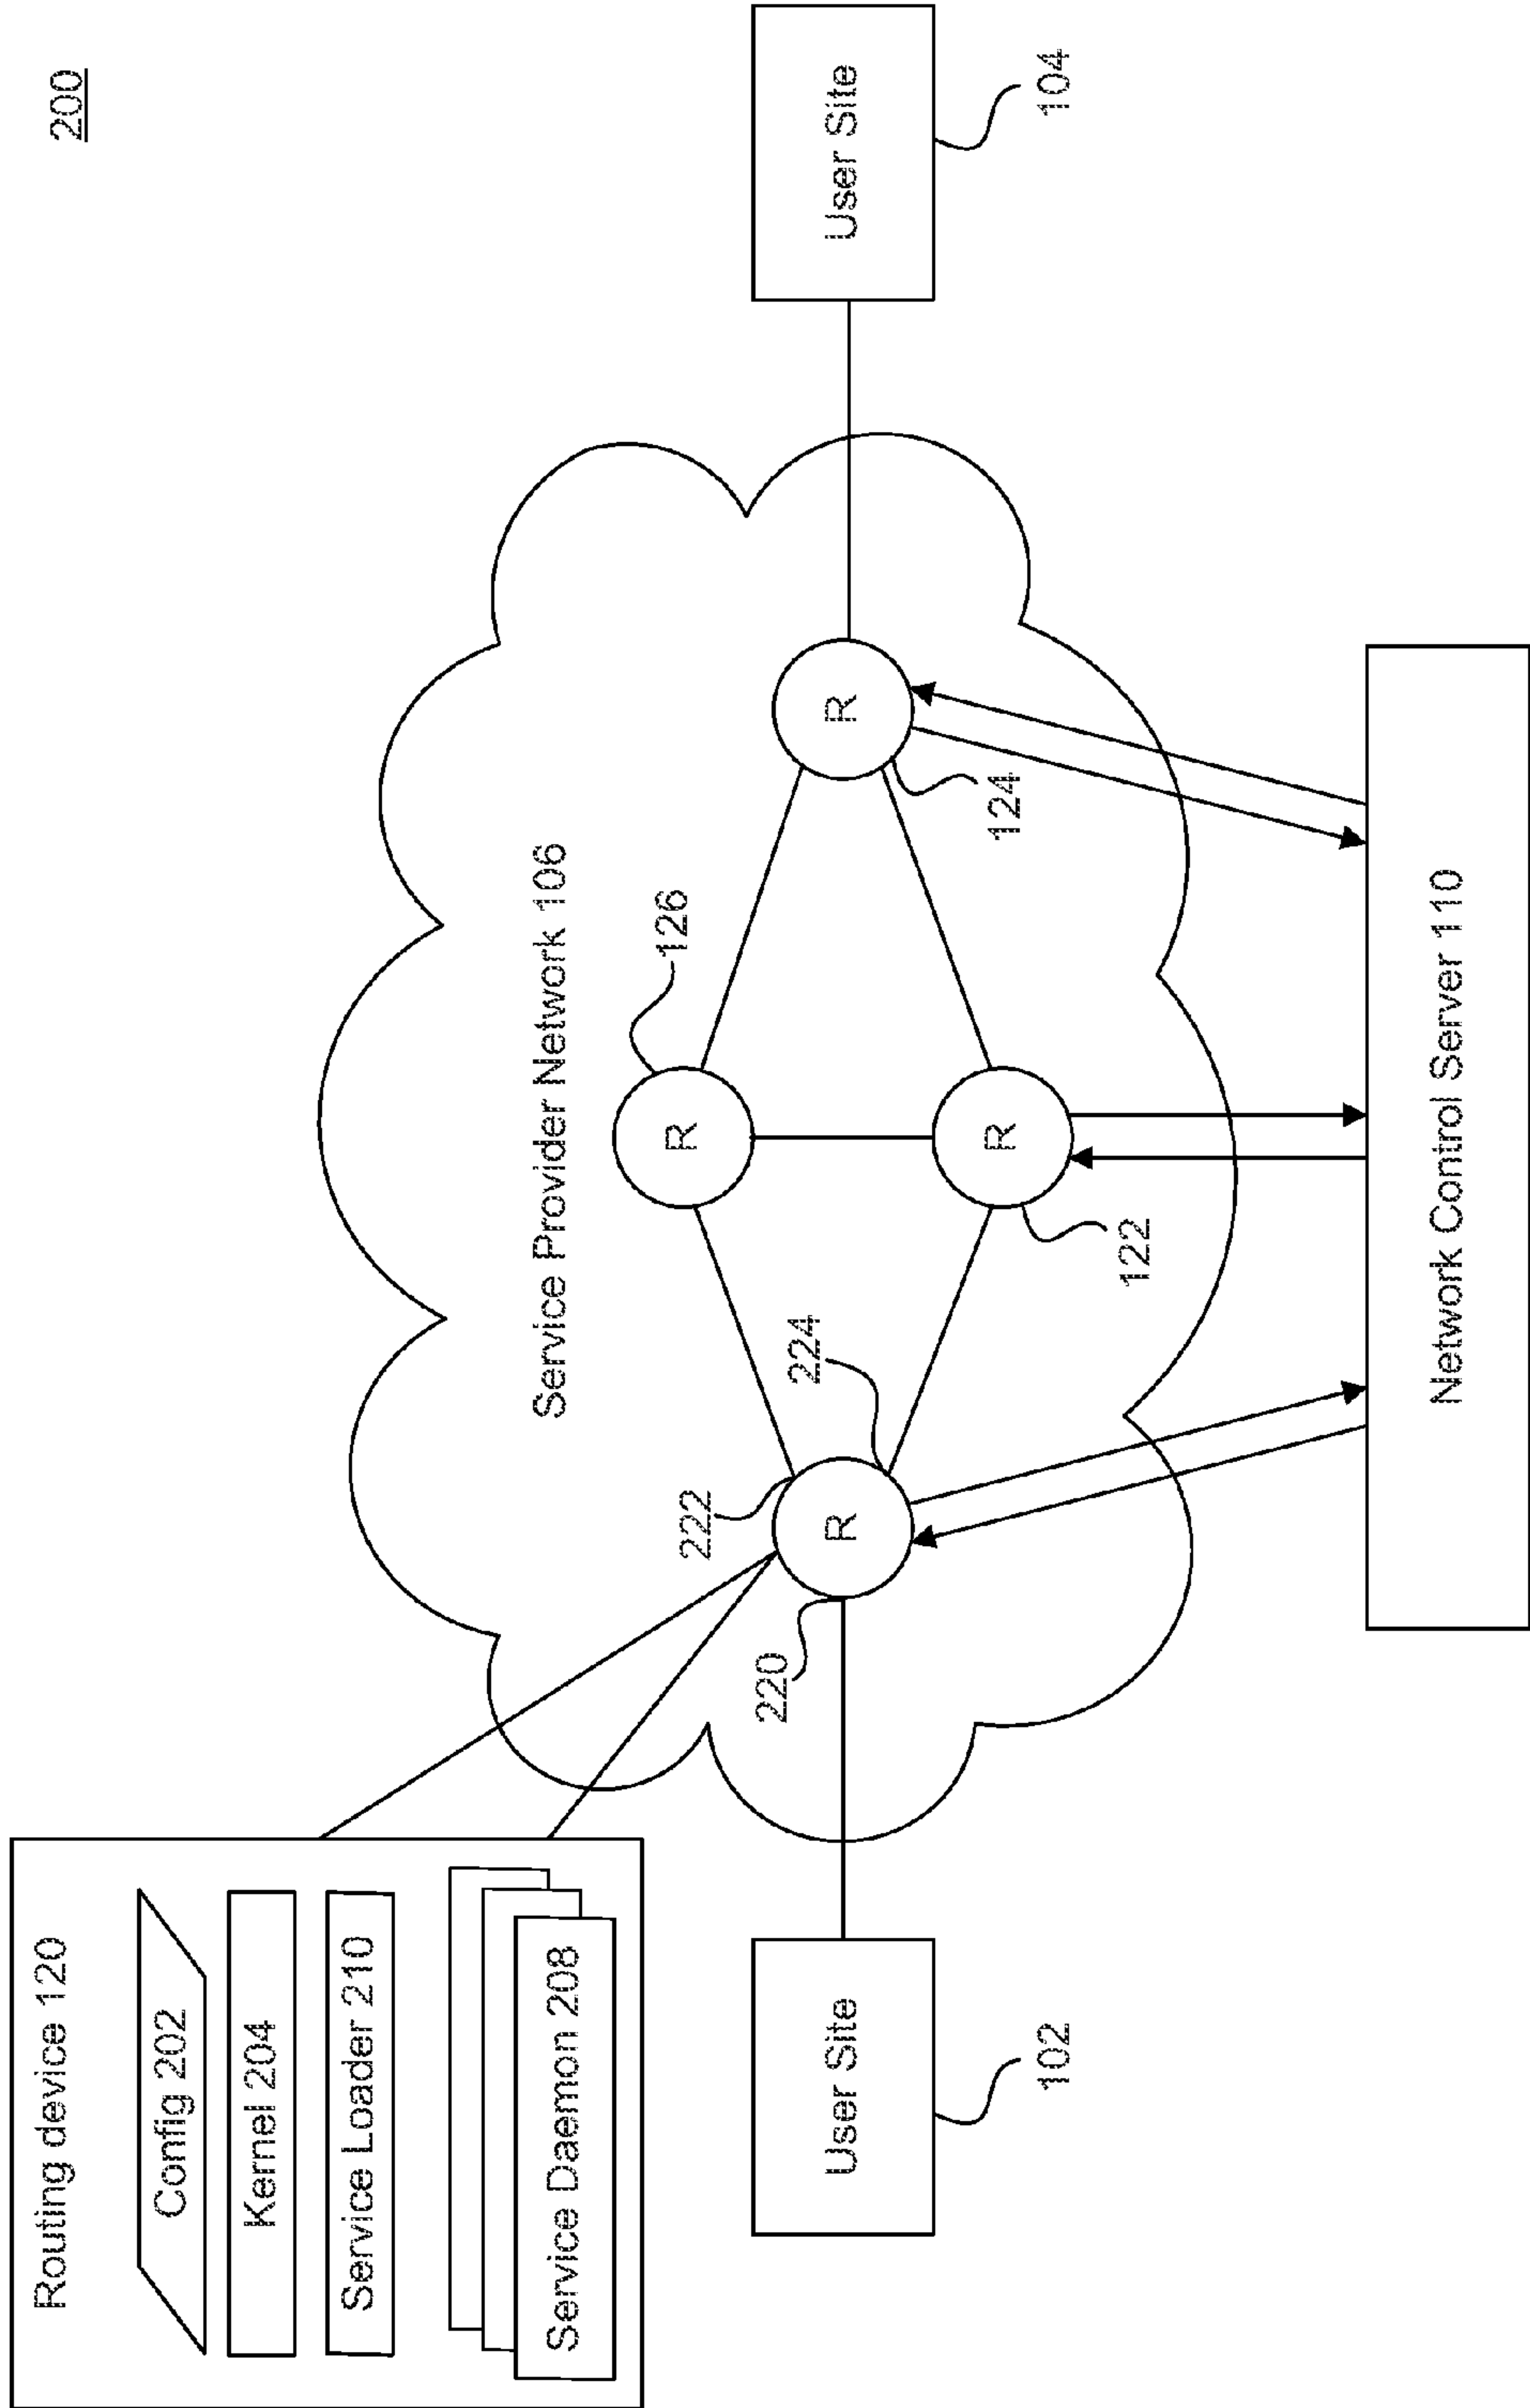 200
Routing device 120
Config 202
Kernel 204
Service Loader 210
Service Daemon 208
Service Provider Network 106
126
R
222
224
220
R
R
124
R
122
User Site
102
User Site
104
Network Control Server 110